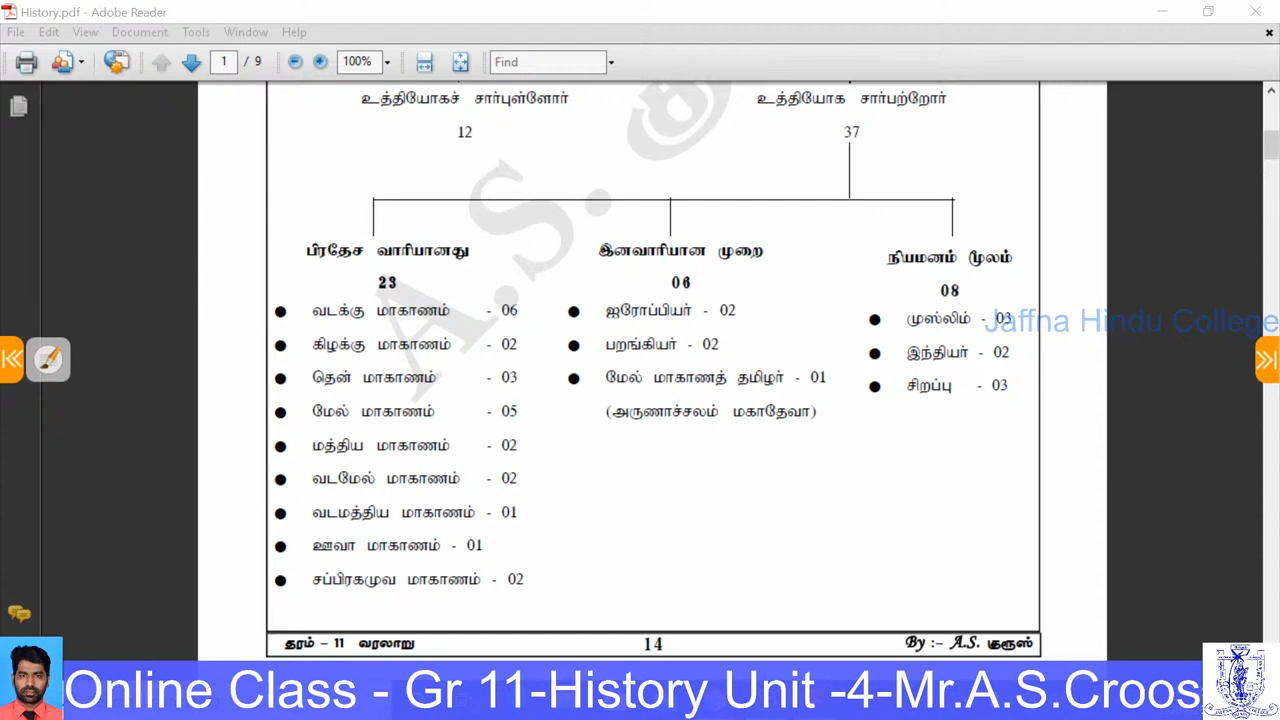 History.pdf - Adobe Reader
File Edit View Document Tools Window Help
1 / 9 100% Find
உத்தியோகச் சார்புள்ளோர்
12
உத்தியோக சார்பற்றோர்
37
பிரதேச வாரியானது
23
வடக்கு மாகாணம் - 06
கிழக்கு மாகாணம் - 02
தென் மாகாணம் - 03
மேல் மாகாணம் - 05
மத்திய மாகாணம் - 02
வடமேல் மாகாணம் - 02
வடமத்திய மாகாணம் - 01
ஊவா மாகாணம் - 01
சப்பிரகமுவ மாகாணம் - 02
இனவாரியான முறை
06
ஐரோப்பியர் - 02
பறங்கியர் - 02
மேல் மாகாணத் தமிழர் - 01
(அருணாச்சலம் மகாதேவா)
நியமனம் மூலம்
08
முஸ்லிம் - 03
இந்தியர் - 02
சிறப்பு - 03
Jaffna Hindu College
A.S.
தரம் - 11 வரலாறு 14 By :- A.S. குரூஸ்
Online Class - Gr 11-History Unit -4-Mr.A.S.Croos